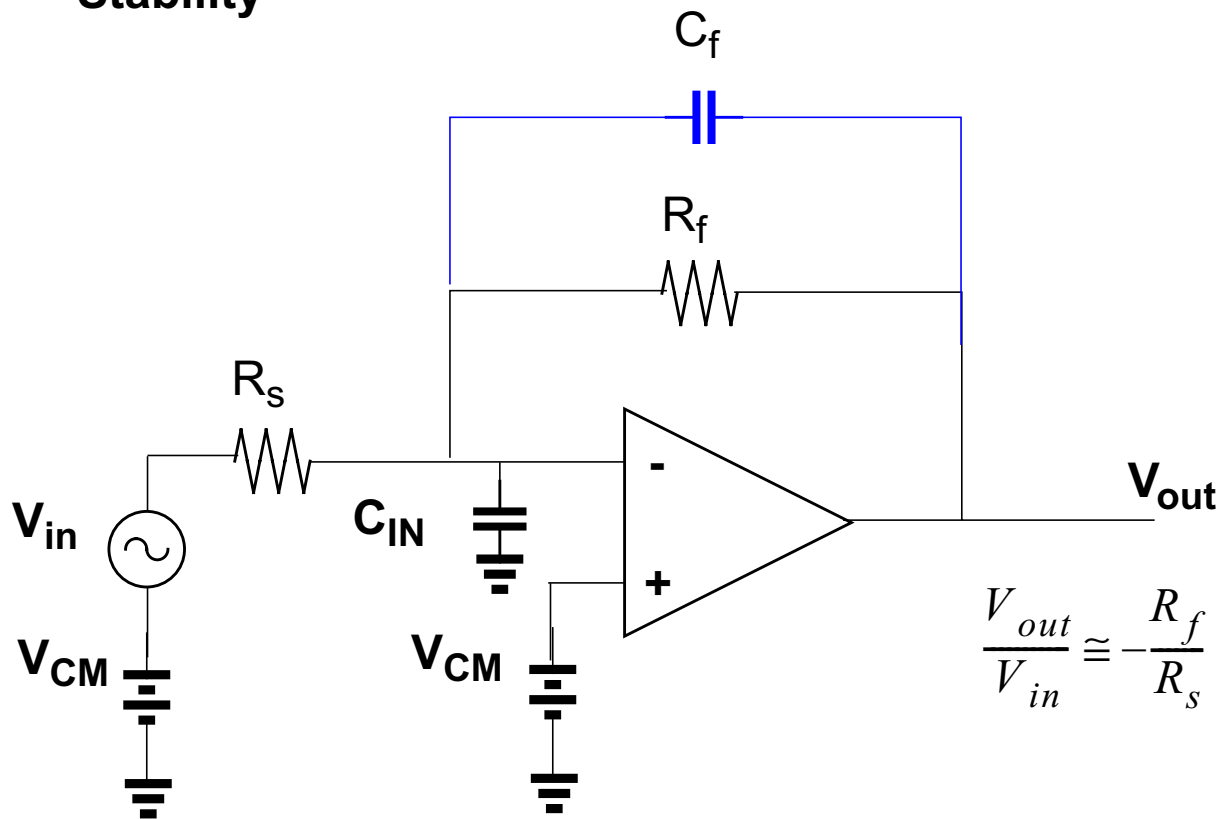 Stability
C_f
R_f
R_s
-
V_in
C_IN
+
V_out
V_CM
V_CM
V_out / V_in ≅ − R_f / R_s